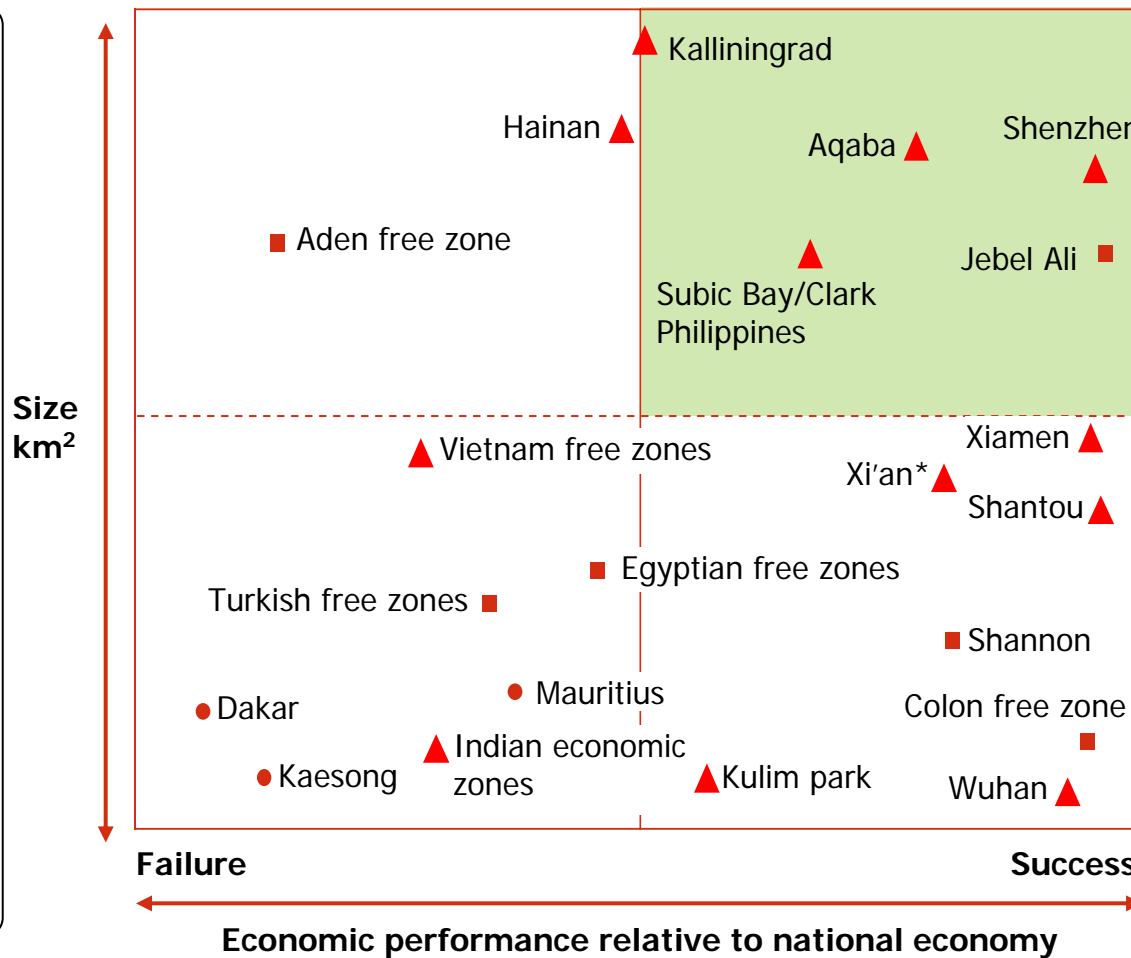 Kalliningrad
Hainan
Aqaba
Shenzhen
Aden free zone
Jebel Ali
Subic Bay/Clark
Philippines
Size
km²
Vietnam free zones
Xiamen
Xi'an*
Shantou
Egyptian free zones
Turkish free zones
Shannon
Mauritius
Dakar
Colon free zone
Indian economic
zones
Kaesong
Kulim park
Wuhan
Failure
Success
Economic performance relative to national economy